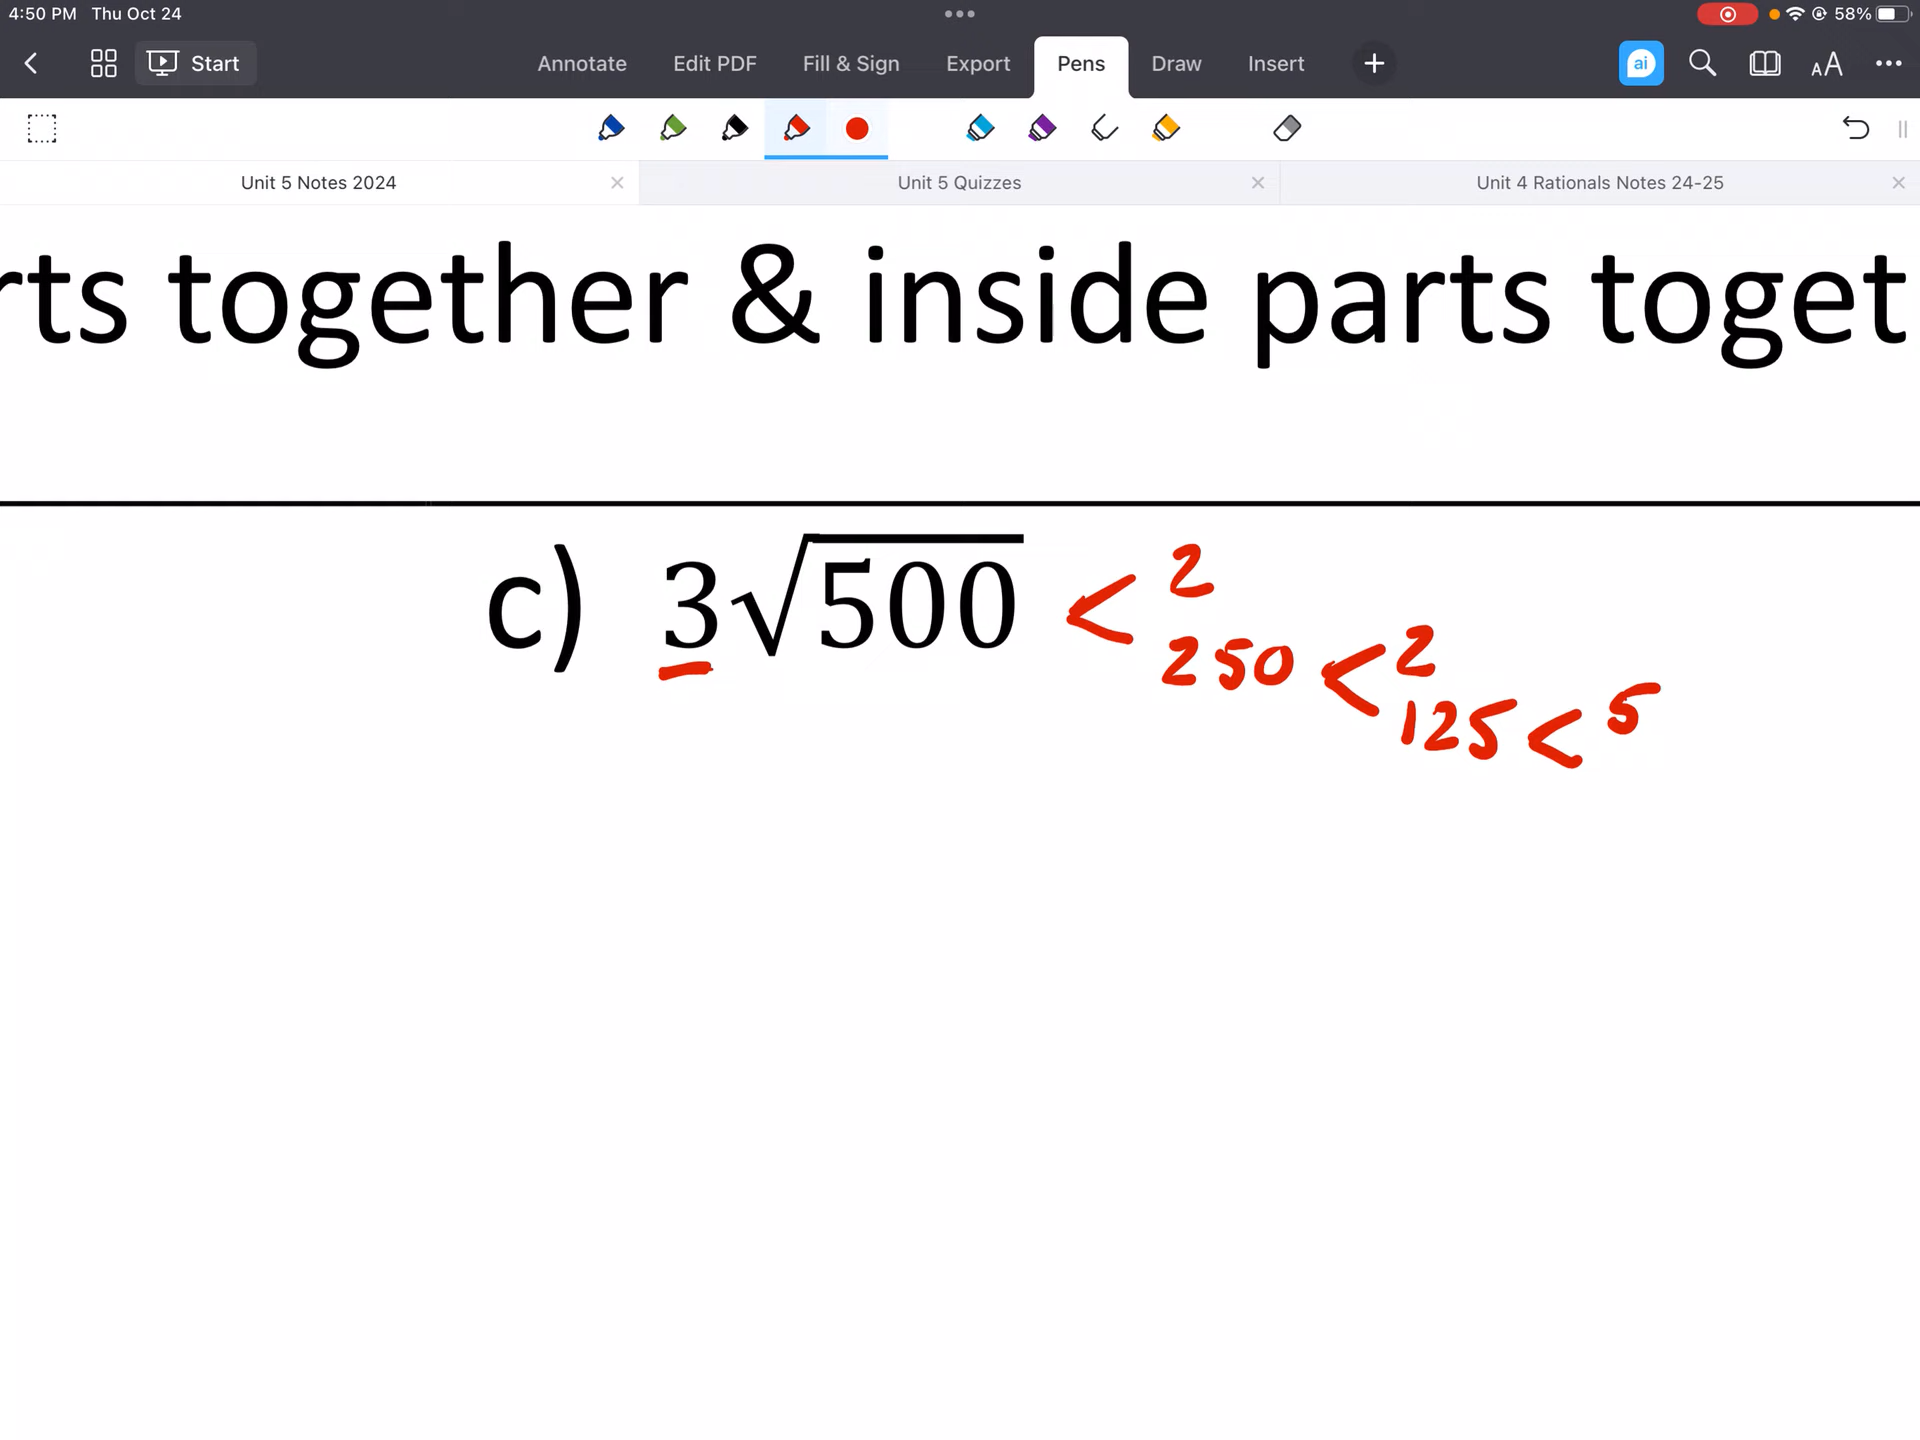 4:50 PM Thu Oct 24
58%
Start
Annotate Edit PDF Fill & Sign Export Pens Draw Insert
ai
AA
Unit 5 Notes 2024
Unit 5 Quizzes
Unit 4 Rationals Notes 24-25
rts together & inside parts toget
c) 3√500 < 2
250 < 2
125 < 5